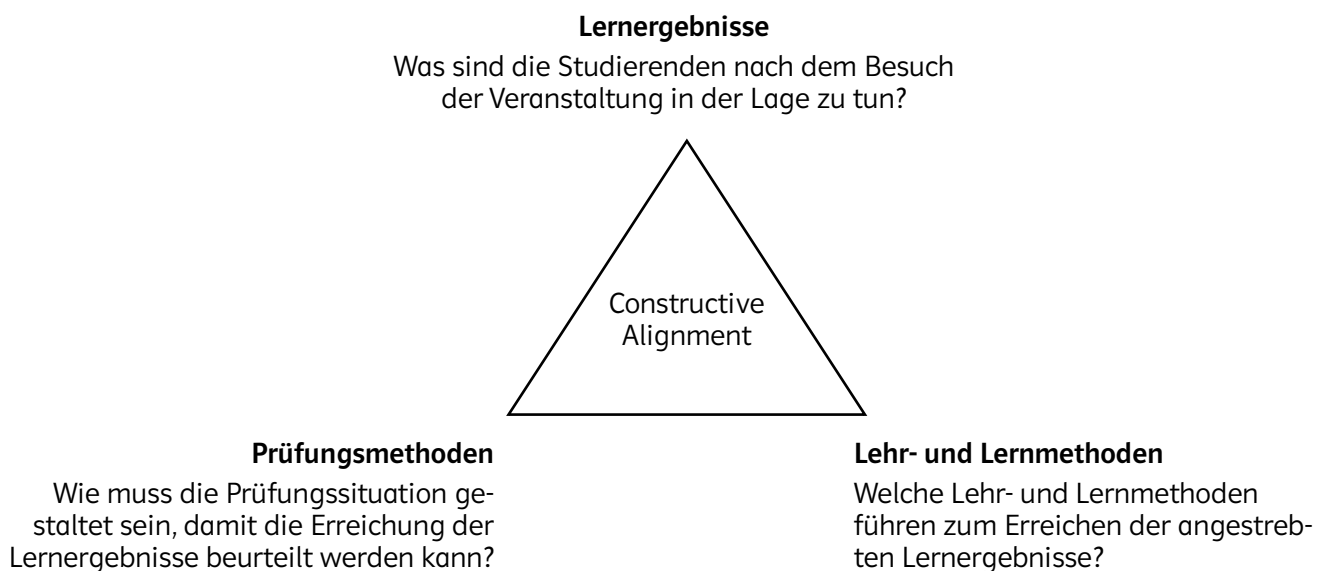 Lernergebnisse
Was sind die Studierenden nach dem Besuch
der Veranstaltung in der Lage zu tun?
Constructive
Alignment
Prüfungsmethoden
Wie muss die Prüfungssituation ge-
staltet sein, damit die Erreichung der
Lernergebnisse beurteilt werden kann?
Lehr- und Lernmethoden
Welche Lehr- und Lernmethoden
führen zum Erreichen der angestreb-
ten Lernergebnisse?